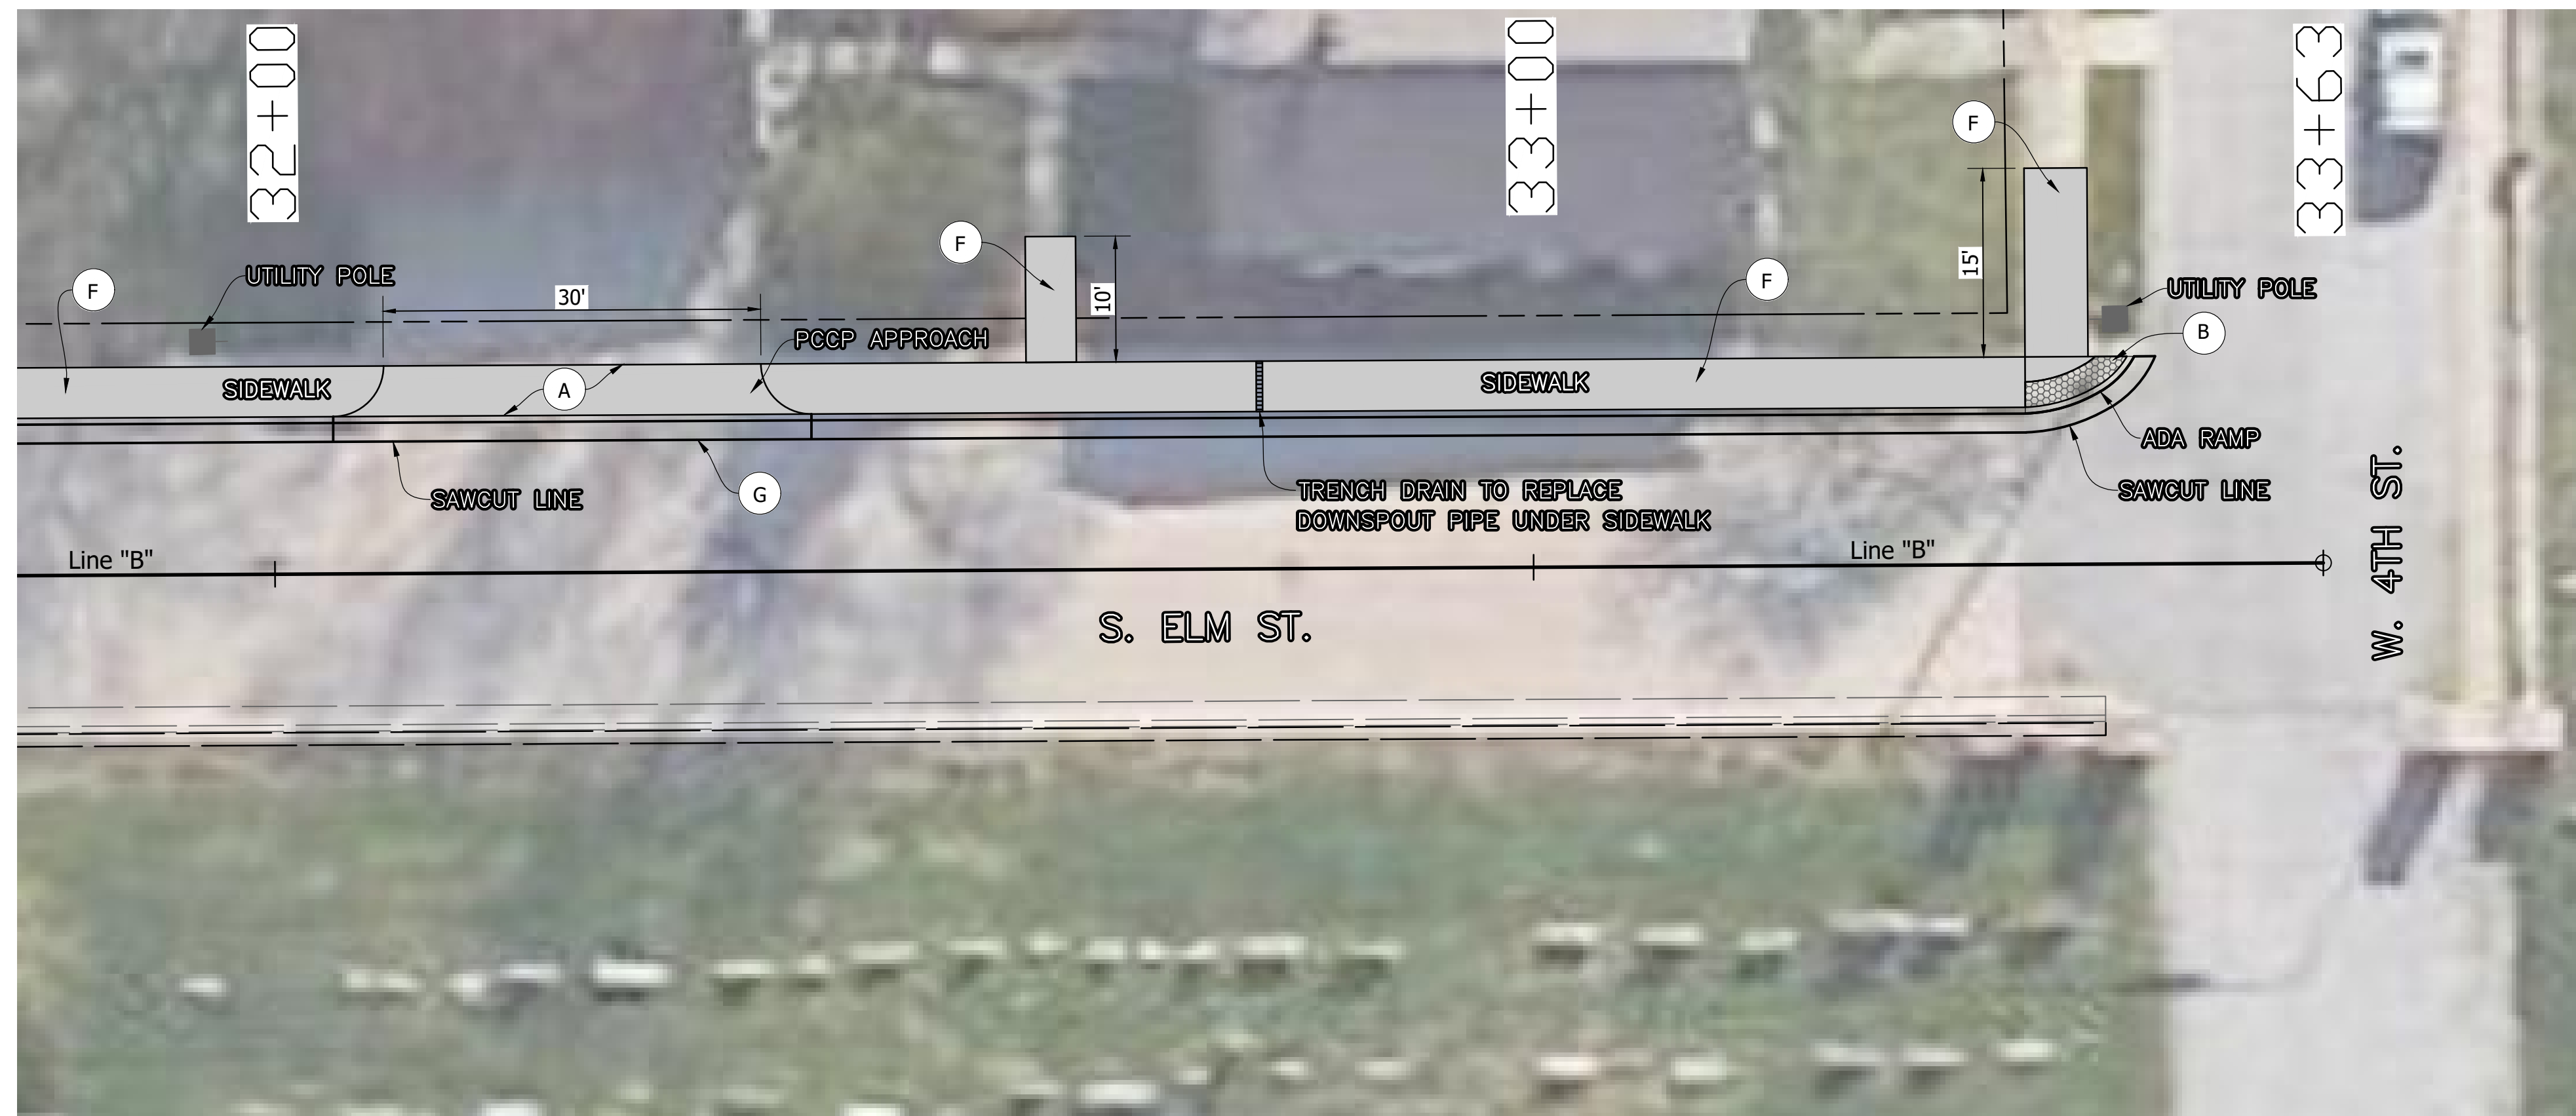 32+00
33+00
33+63
F
F
UTILITY POLE
F
F
UTILITY POLE
30'
10'
15'
B
PCCP APPROACH
SIDEWALK
A
SIDEWALK
ADA RAMP
SAWCUT LINE
G
TRENCH DRAIN TO REPLACE
DOWNSPOUT PIPE UNDER SIDEWALK
SAWCUT LINE
Line "B"
Line "B"
S. ELM ST.
W. 4TH ST.